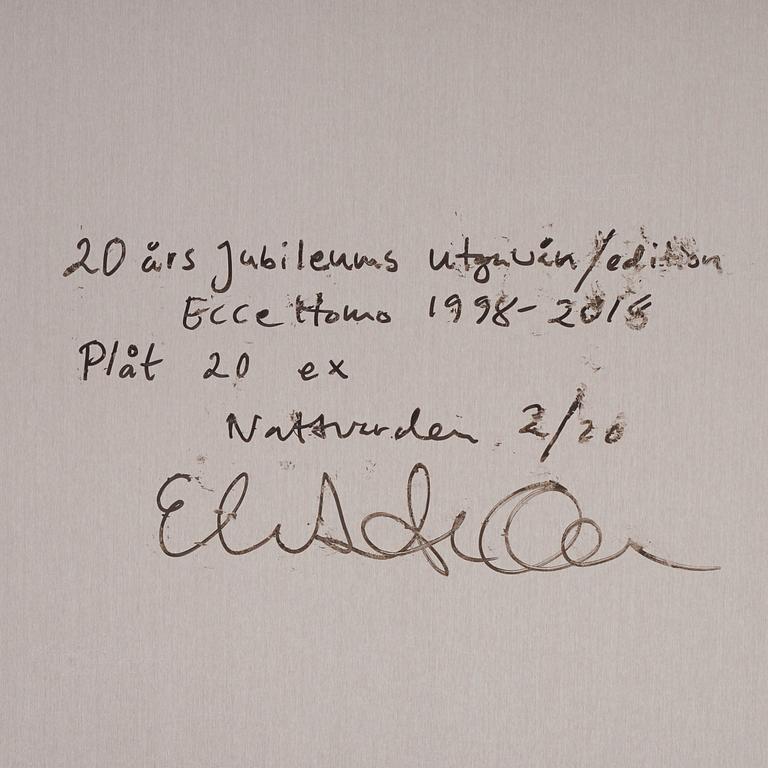 20 års Jubileums utgåvan/edition
Ecce Homo 1998-2018
Plåt 20 ex
Nattvarden 2/20